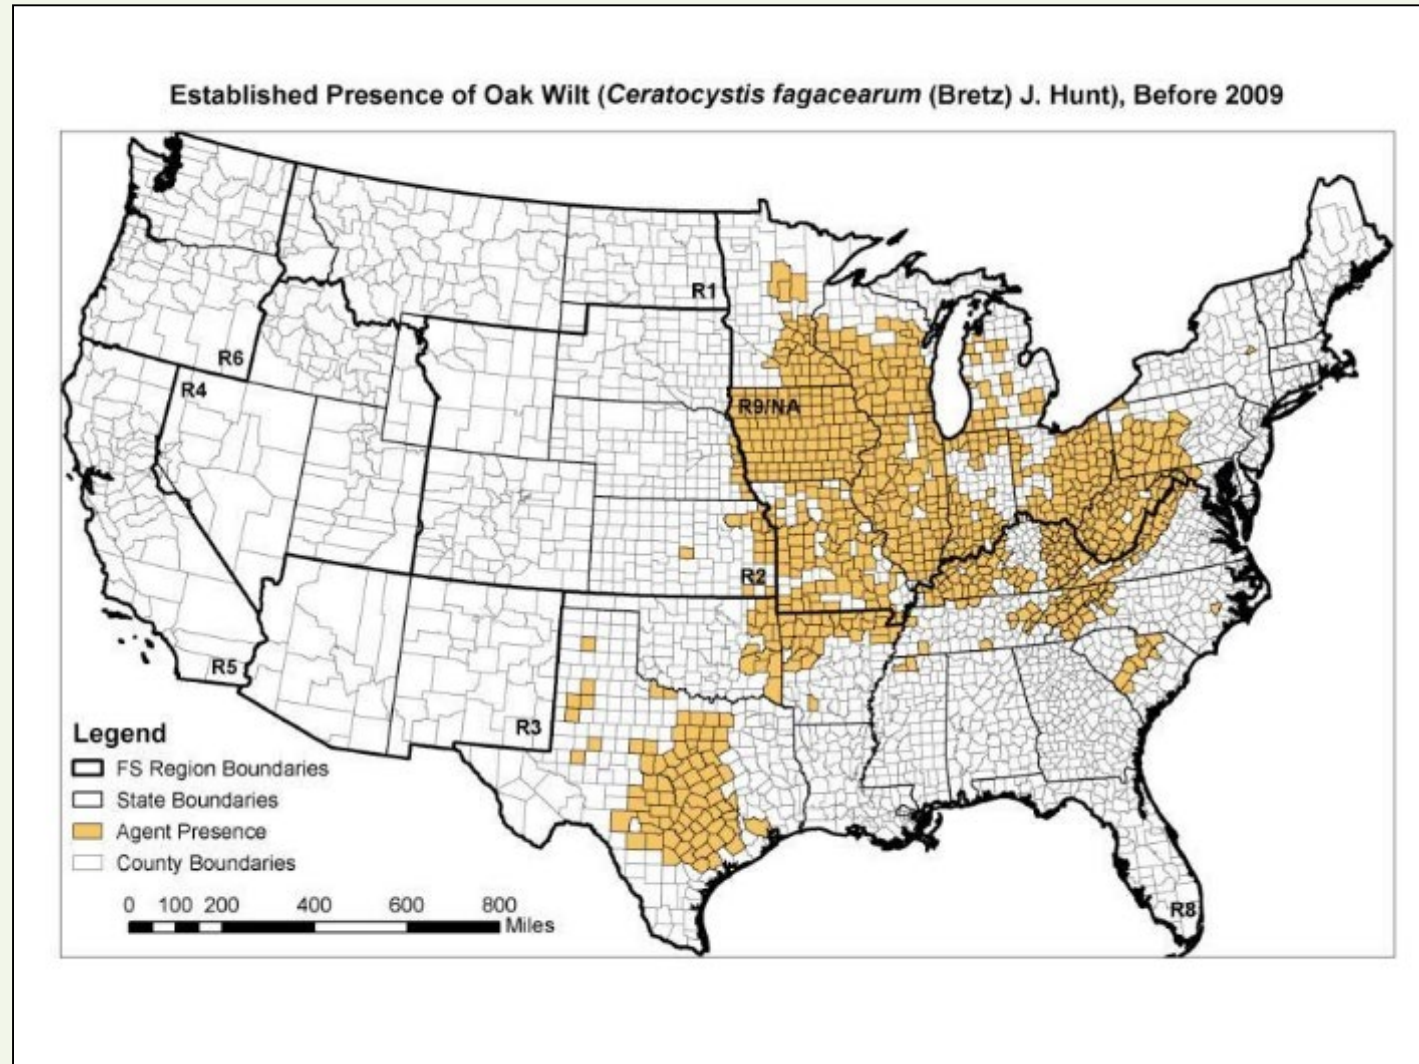 Established Presence of Oak Wilt (Ceratocystis fagacearum (Bretz) J. Hunt), Before 2009
R1
R6
R4
R9/NA
R2
R5
R3
R8
Legend
FS Region Boundaries
State Boundaries
Agent Presence
County Boundaries
0 100 200 400 600 800
Miles